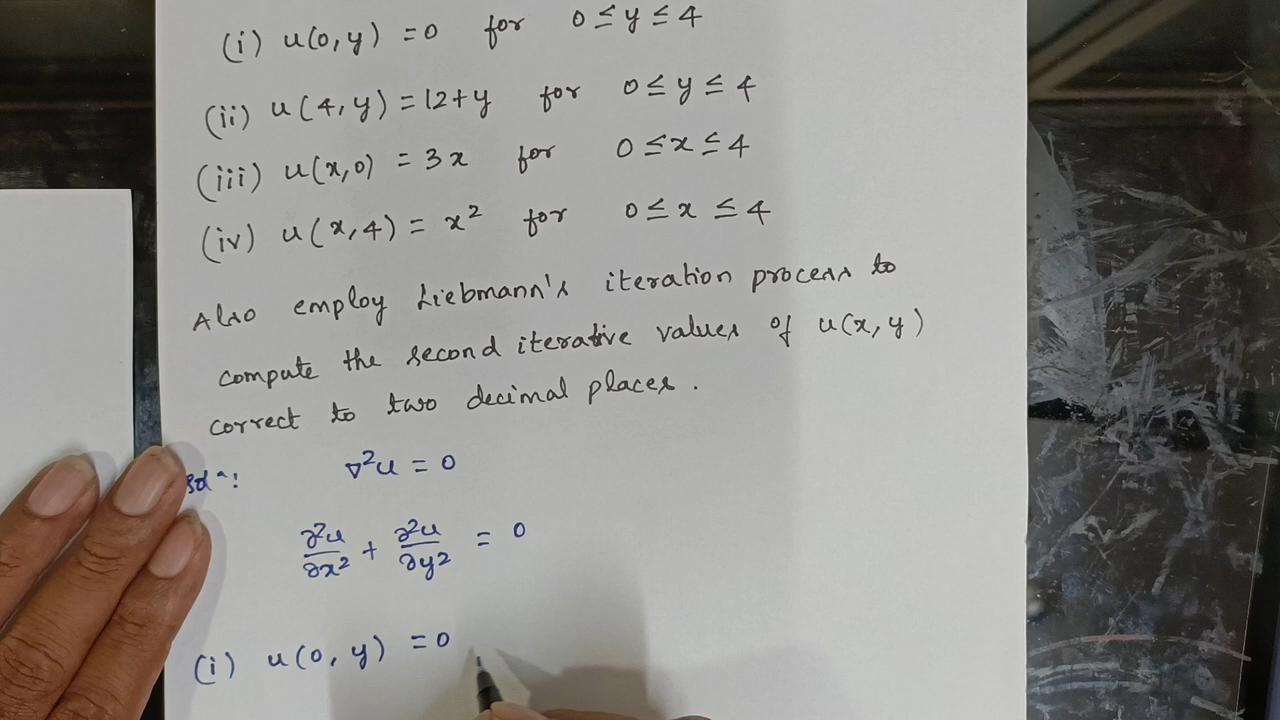 (i) u(0,y) = 0 for 0 ≤ y ≤ 4
(ii) u(4,y) = 12+y for 0 ≤ y ≤ 4
(iii) u(x,0) = 3x for 0 ≤ x ≤ 4
(iv) u(x,4) = x² for 0 ≤ x ≤ 4
Also employ Liebmann's iteration process to
compute the second iterative values of u(x,y)
correct to two decimal places.
Solⁿ: ∇²u = 0
∂²u/∂x² + ∂²u/∂y² = 0
(i) u(0,y) = 0